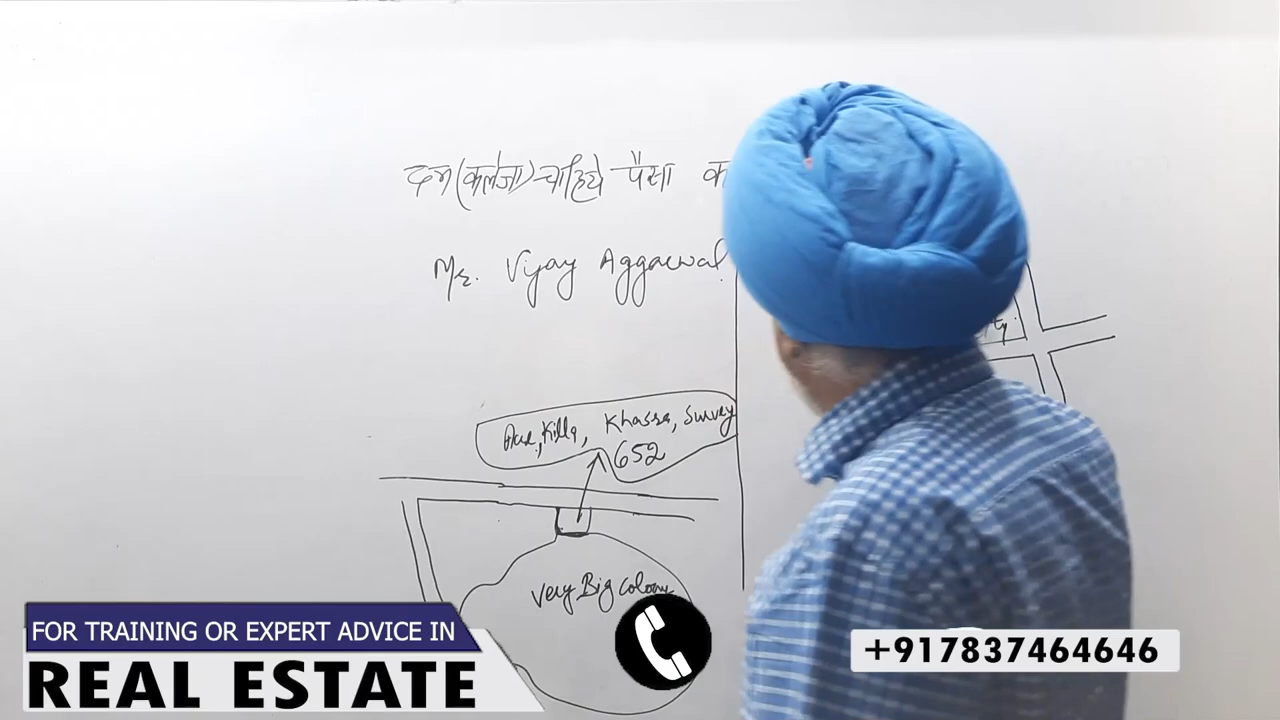 दम (कलेजा) चाहिये पैसा
Mr. Vijay Aggarwal
Killa, Khasra, Survey
652
Very Big colony
FOR TRAINING OR EXPERT ADVICE IN
REAL ESTATE
+917837464646